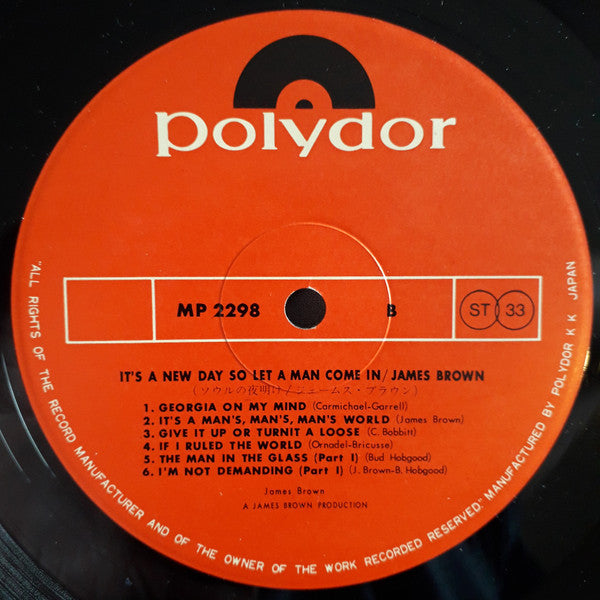 polydor
MP 2298 B ST 33
IT'S A NEW DAY SO LET A MAN COME IN/JAMES BROWN
(ソウルの夜明け/ジェームス・ブラウン)
1. GEORGIA ON MY MIND (Carmichael-Garrell)
2. IT'S A MAN'S, MAN'S, MAN'S WORLD (James Brown)
3. GIVE IT UP OR TURNIT A LOOSE (C. Bobbitt)
4. IF I RULED THE WORLD (Ornadel-Bricusse)
5. THE MAN IN THE GLASS (Part I) (Bud Hobgood)
6. I'M NOT DEMANDING (Part I) (J. Brown-B. Hobgood)
James Brown
A JAMES BROWN PRODUCTION
"ALL RIGHTS OF THE RECORD MANUFACTURER AND OF THE OWNER OF THE WORK RECORDED RESERVED." MANUFACTURED BY POLYDOR K K JAPAN